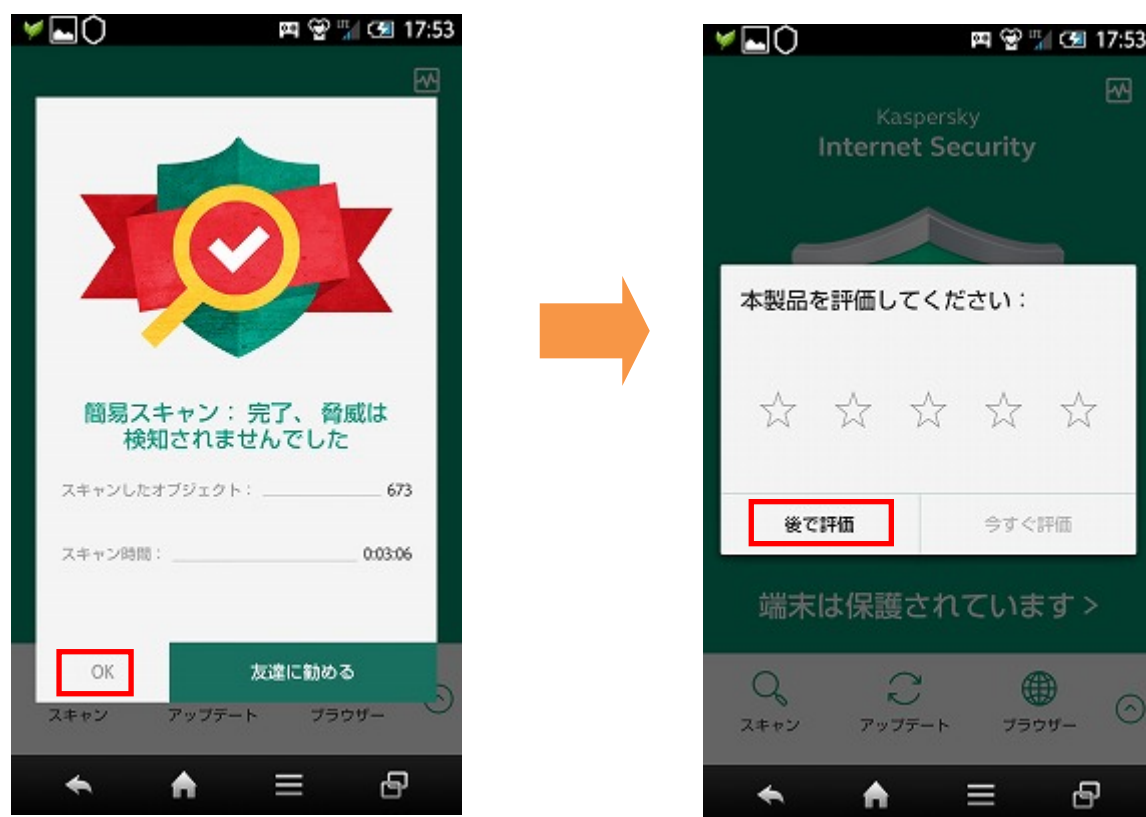 17:53
簡易スキャン： 完了、 脅威は
検知されませんでした
スキャンしたオブジェクト： 673
スキャン時間： 0:03:06
OK 友達に勧める
スキャン アップデート ブラウザー
17:53
Kaspersky
Internet Security
本製品を評価してください：
後で評価 今すぐ評価
端末は保護されています >
スキャン アップデート ブラウザー